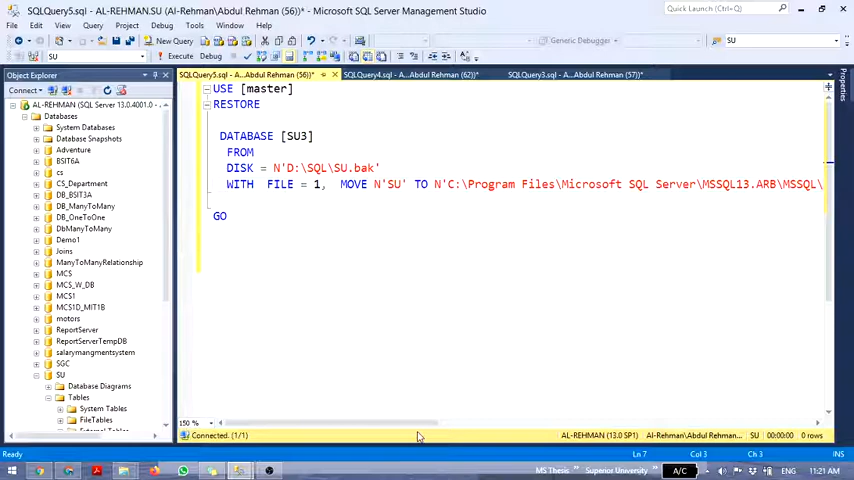 SQLQuery5.sql - AL-REHMAN.SU (Al-Rehman\Abdul Rehman (56))* - Microsoft SQL Server Management Studio
Quick Launch (Ctrl+Q)
File Edit View Query Project Debug Tools Window Help
New Query
Generic Debugger
SU
SU
Execute Debug
Object Explorer
SQLQuery5.sql - A...Abdul Rehman (56))*
SQLQuery4.sql - A...Abdul Rehman (62))*
SQLQuery3.sql - A...Abdul Rehman (57))*
Properties
Connect
AL-REHMAN (SQL Server 13.0.4001.0
Databases
System Databases
Database Snapshots
Adventure
BSIT6A
cs
CS_Department
DB_BSIT3A
DB_ManyToMany
DB_OneToOne
DbManyToMany
Demo1
Joins
ManyToManyRelationship
MCS
MCS_W_DB
MCS1
MCS1D_MIT1B
motors
ReportServer
ReportServerTempDB
salarymangmentsystem
SGC
SU
Database Diagrams
Tables
System Tables
FileTables
External Tables
USE [master]
RESTORE
DATABASE [SU3]
FROM
DISK = N'D:\SQL\SU.bak'
WITH FILE = 1, MOVE N'SU' TO N'C:\Program Files\Microsoft SQL Server\MSSQL13.ARB\MSSQL\
GO
150 %
Connected. (1/1)
AL-REHMAN (13.0 SP1)
Al-Rehman\Abdul Rehman...
SU
00:00:00
0 rows
Ready
Ln 7
Col 3
Ch 3
INS
MS Thesis
Superior University
A/C
ENG
11:21 AM